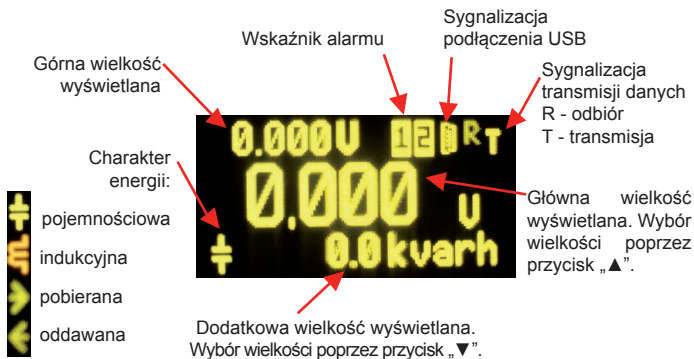 Sygnalizacja
podłączenia USB
Wskaźnik alarmu
Górna wielkość
wyświetlana
Sygnalizacja
transmisji danych
R - odbiór
T - transmisja
0.000V 12 R T
Charakter
energii:
0.000 V
Główna wielkość
wyświetlana. Wybór
wielkości poprzez
przycisk „▲”.
pojemnościowa
0.0 kvarh
indukcyjna
pobierana
oddawana
Dodatkowa wielkość wyświetlana.
Wybór wielkości poprzez przycisk „▼”.